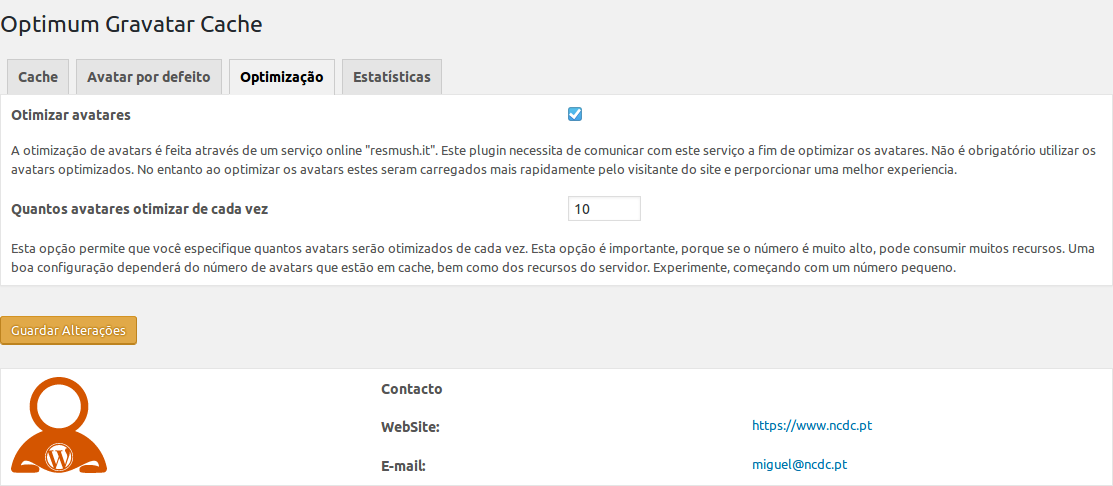 Optimum Gravatar Cache
Cache
Avatar por defeito
Optimização
Estatísticas
Otimizar avatares
A otimização de avatars é feita através de um serviço online "resmush.it". Este plugin necessita de comunicar com este serviço a fim de optimizar os avatares. Não é obrigatório utilizar os
avatars optimizados. No entanto ao optimizar os avatars estes seram carregados mais rapidamente pelo visitante do site e perporcionar uma melhor experiencia.
Quantos avatares otimizar de cada vez
10
Esta opção permite que você especifique quantos avatars serão otimizados de cada vez. Esta opção é importante, porque se o número é muito alto, pode consumir muitos recursos. Uma
boa configuração dependerá do número de avatars que estão em cache, bem como dos recursos do servidor. Experimente, começando com um número pequeno.
Guardar Alterações
Contacto
WebSite:
https://www.ncdc.pt
E-mail:
miguel@ncdc.pt